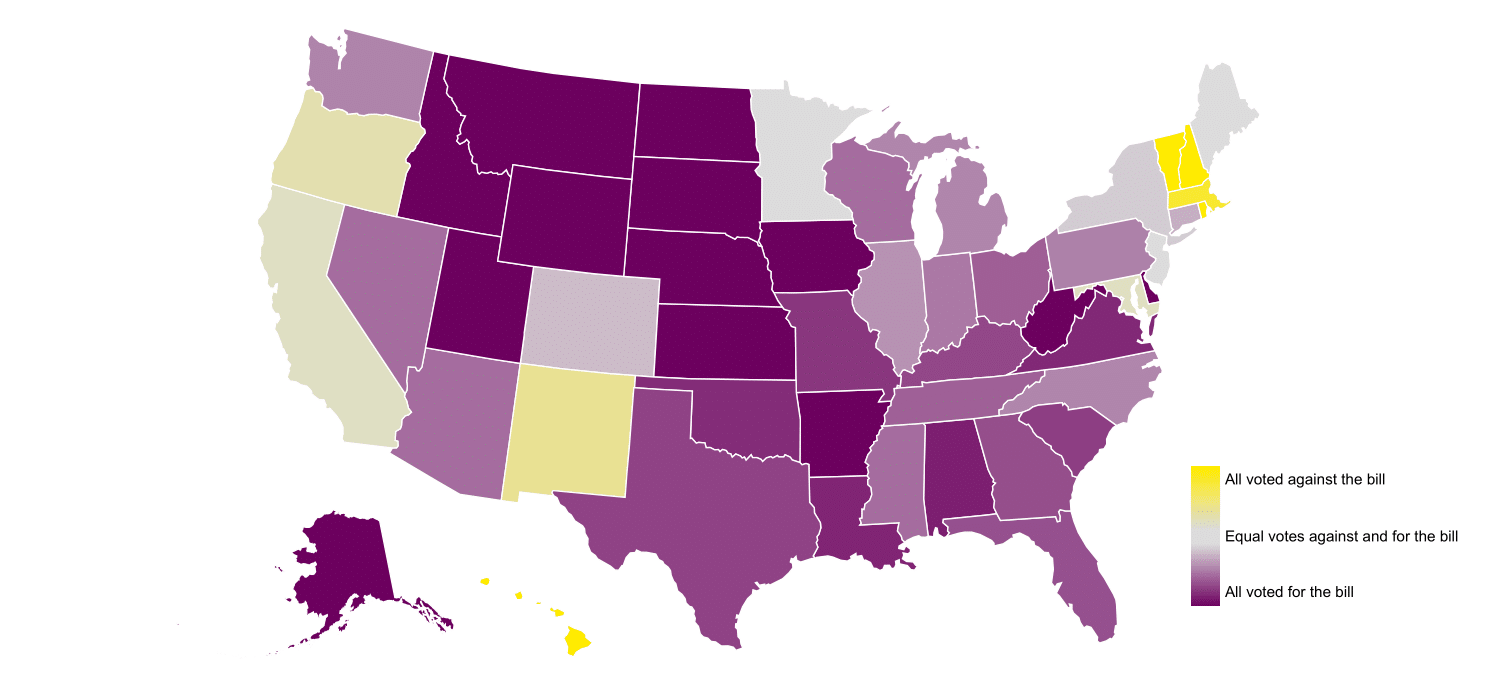 All voted against the bill
Equal votes against and for the bill
All voted for the bill